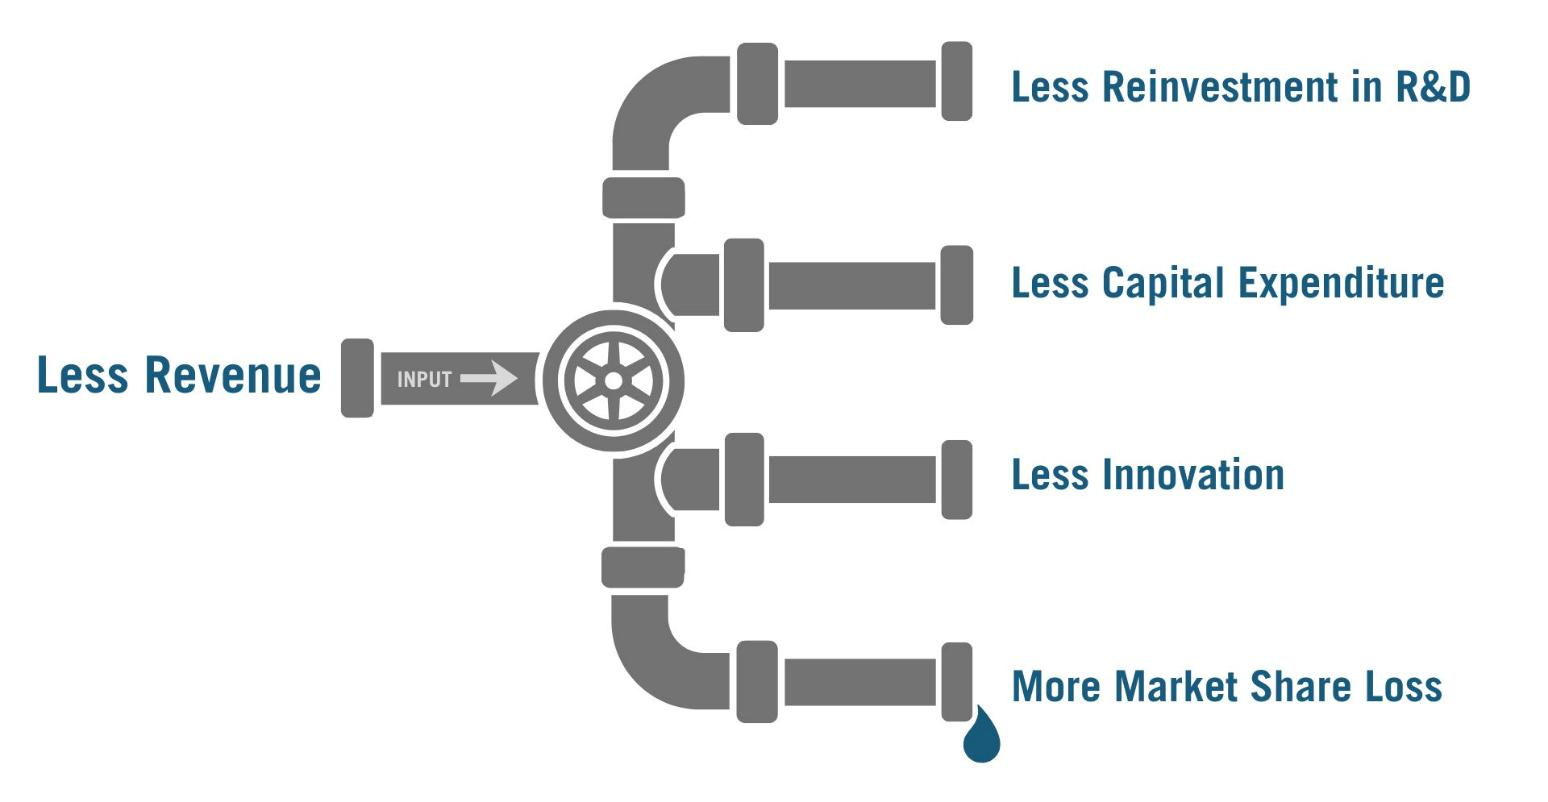 Less Reinvestment in R&D
Less Capital Expenditure
Less Revenue
INPUT
Less Innovation
More Market Share Loss